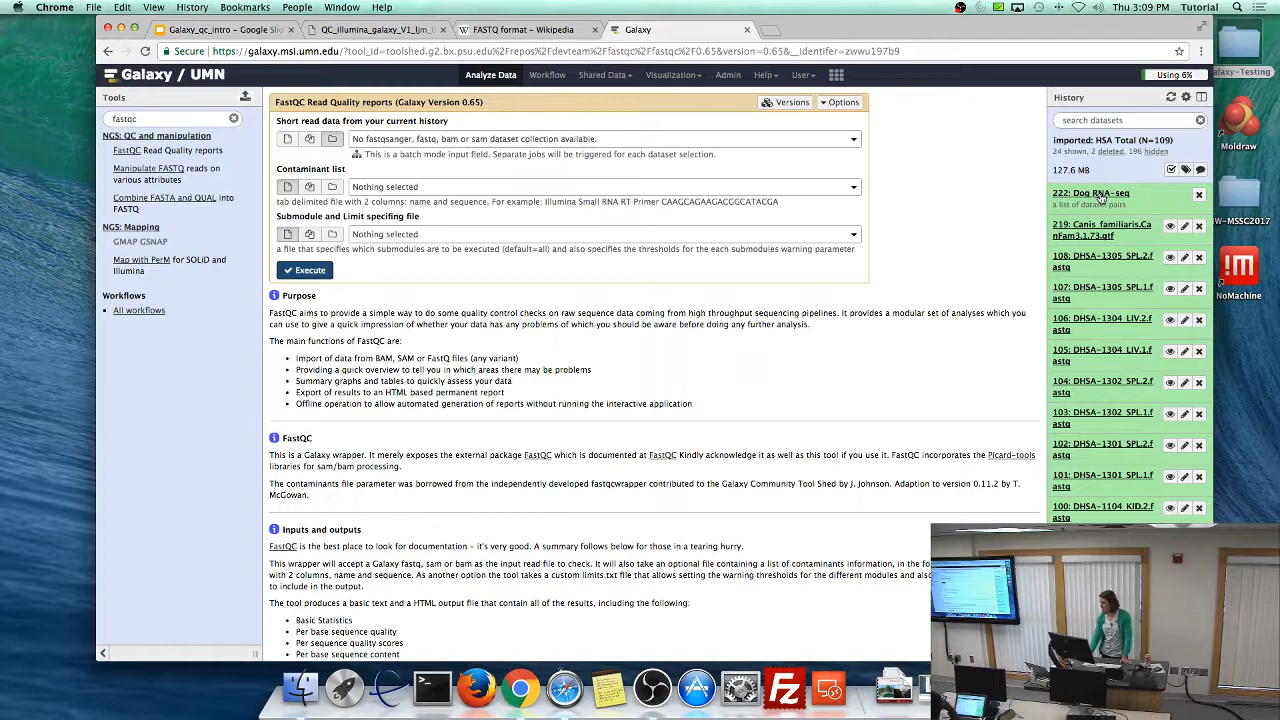 Chrome File Edit View History Bookmarks People Window Help Thu 3:09 PM Tutorial
Galaxy_qc_intro – Google Sli
QC_illumina_galaxy_V1_ljm_l
FASTQ format – Wikipedia
Galaxy
Secure https://galaxy.msi.umn.edu/?tool_id=toolshed.g2.bx.psu.edu%2Frepos%2Fdevteam%2Ffastqc%2Ffastqc%2F0.65&version=0.65&__identifer=zwwu197b9
Galaxy / UMN Analyze Data Workflow Shared Data Visualization Admin Help User Using 6%
Tools
fastqc
NGS: QC and manipulation
FastQC Read Quality reports
Manipulate FASTQ reads on
various attributes
Combine FASTA and QUAL into
FASTQ
NGS: Mapping
GMAP GSNAP
Map with PerM for SOLiD and
Illumina
Workflows
All workflows
FastQC Read Quality reports (Galaxy Version 0.65) Versions Options
Short read data from your current history
No fastqsanger, fastq, bam or sam dataset collection available.
This is a batch mode input field. Separate jobs will be triggered for each dataset selection.
Contaminant list
Nothing selected
tab delimited file with 2 columns: name and sequence. For example: Illumina Small RNA RT Primer CAAGCAGAAGACGGCATACGA
Submodule and Limit specifing file
Nothing selected
a file that specifies which submodules are to be executed (default=all) and also specifies the thresholds for the each submodules warning parameter
Execute
Purpose
FastQC aims to provide a simple way to do some quality control checks on raw sequence data coming from high throughput sequencing pipelines. It provides a modular set of analyses which you
can use to give a quick impression of whether your data has any problems of which you should be aware before doing any further analysis.
The main functions of FastQC are:
Import of data from BAM, SAM or FastQ files (any variant)
Providing a quick overview to tell you in which areas there may be problems
Summary graphs and tables to quickly assess your data
Export of results to an HTML based permanent report
Offline operation to allow automated generation of reports without running the interactive application
FastQC
This is a Galaxy wrapper. It merely exposes the external package FastQC which is documented at FastQC Kindly acknowledge it as well as this tool if you use it. FastQC incorporates the Picard-tools
libraries for sam/bam processing.
The contaminants file parameter was borrowed from the independently developed fastqcwrapper contributed to the Galaxy Community Tool Shed by J. Johnson. Adaption to version 0.11.2 by T.
McGowan.
Inputs and outputs
FastQC is the best place to look for documentation – it's very good. A summary follows below for those in a tearing hurry.
This wrapper will accept a Galaxy fastq, sam or bam as the input read file to check. It will also take an optional file containing a list of contaminants information, in the fo
with 2 columns, name and sequence. As another option the tool takes a custom limits.txt file that allows setting the warning thresholds for the different modules and als
to include in the output.
The tool produces a basic text and a HTML output file that contain all of the results, including the following:
Basic Statistics
Per base sequence quality
Per sequence quality scores
Per base sequence content
History
search datasets
imported: HSA Total (N=109)
24 shown, 2 deleted, 196 hidden
127.6 MB
222: Dog RNA-seq
a list of dataset pairs
219: Canis_familiaris.Ca
nFam3.1.73.gtf
108: DHSA-1305_SPL.2.f
astq
107: DHSA-1305_SPL.1.f
astq
106: DHSA-1304_LIV.2.f
astq
105: DHSA-1304_LIV.1.f
astq
104: DHSA-1302_SPL.2.f
astq
103: DHSA-1302_SPL.1.f
astq
102: DHSA-1301_SPL.2.f
astq
101: DHSA-1301_SPL.1.f
astq
100: DHSA-1104_KID.2.f
astq
alaxy-Testing
Moldraw
W-MSSC2017
NoMachine